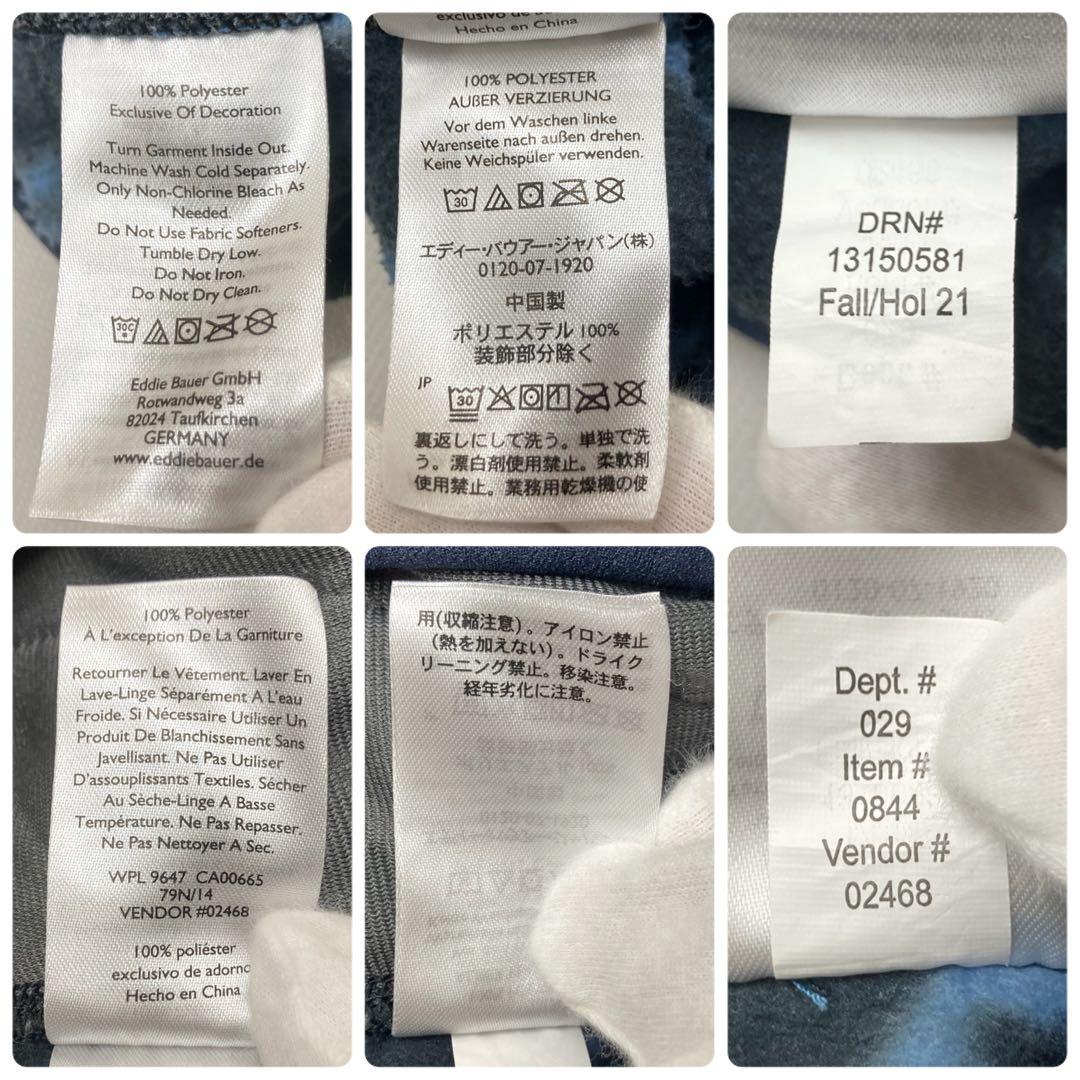 100% Polyester
Exclusive Of Decoration
Turn Garment Inside Out.
Machine Wash Cold Separately.
Only Non-Chlorine Bleach As
Needed.
Do Not Use Fabric Softeners.
Tumble Dry Low.
Do Not Iron.
Do Not Dry Clean.
30C
Eddie Bauer GmbH
Rotwandweg 3a
82024 Taufkirchen
GERMANY
www.eddiebauer.de
exclusivo de adorno
Hecho en China
100% POLYESTER
AUßER VERZIERUNG
Vor dem Waschen linke
Warenseite nach außen drehen.
Keine Weichspüler verwenden.
30
エディー・バウアー・ジャパン(株)
0120-07-1920
中国製
ポリエステル 100%
装飾部分除く
JP
30
裏返しにして洗う。単独で洗
う。漂白剤使用禁止。柔軟剤
使用禁止。業務用乾燥機の使
DRN#
13150581
Fall/Hol 21
100% Polyester
À L'exception De La Garniture
Retourner Le Vêtement. Laver En
Lave-Linge Séparément A L'eau
Froide. Si Nécessaire Utiliser Un
Produit De Blanchissement Sans
Javellisant. Ne Pas Utiliser
D'assouplissants Textiles. Sécher
Au Sèche-Linge A Basse
Température. Ne Pas Repasser.
Ne Pas Nettoyer A Sec.
WPL 9647 CA00665
79N/14
VENDOR #02468
100% poliéster
exclusivo de adorno
Hecho en China
用(収縮注意)。アイロン禁止
(熱を加えない)。ドライク
リーニング禁止。移染注意。
経年劣化に注意。
Dept. #
029
Item #
0844
Vendor #
02468